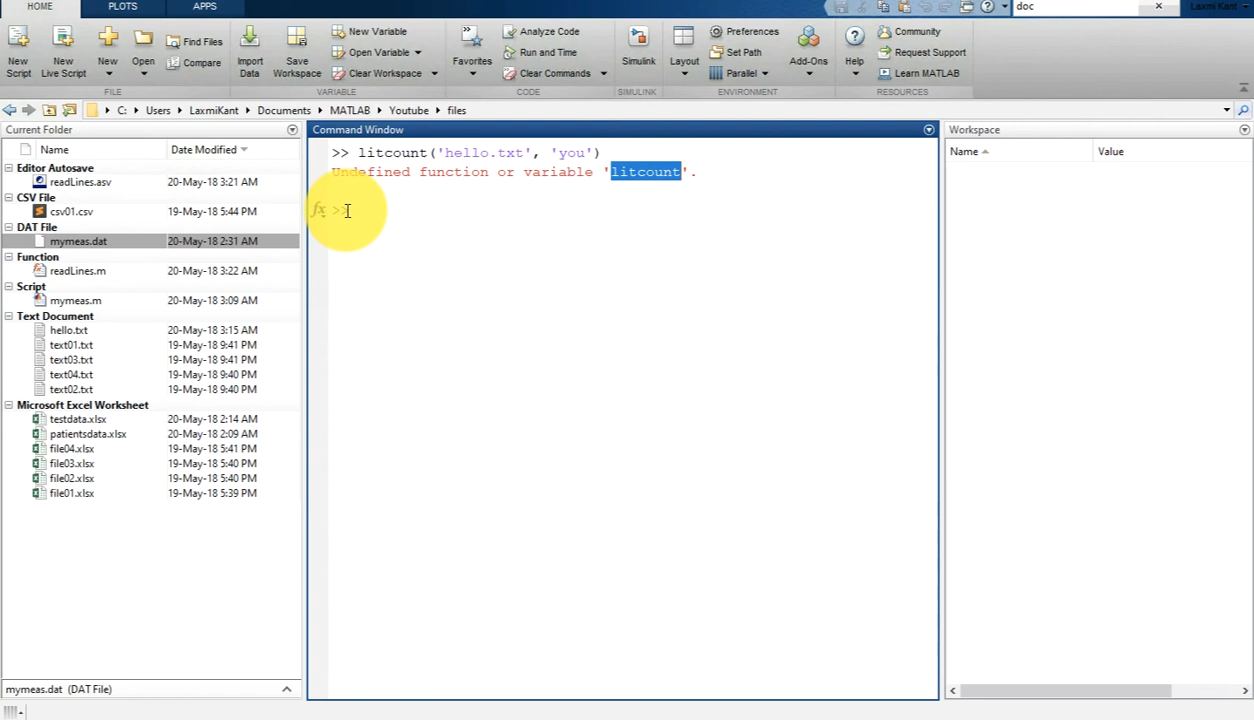 HOME PLOTS APPS doc Laxmi Kant
New Script
New Live Script
New
Open
Find Files
Compare
Import Data
Save Workspace
New Variable
Open Variable
Clear Workspace
Favorites
Analyze Code
Run and Time
Clear Commands
Simulink
Layout
Preferences
Set Path
Parallel
Add-Ons
Help
Community
Request Support
Learn MATLAB
FILE VARIABLE CODE SIMULINK ENVIRONMENT RESOURCES
C: Users LaxmiKant Documents MATLAB Youtube files
Current Folder
Name Date Modified
Editor Autosave
readLines.asv 20-May-18 3:21 AM
CSV File
csv01.csv 19-May-18 5:44 PM
DAT File
mymeas.dat 20-May-18 2:31 AM
Function
readLines.m 20-May-18 3:22 AM
Script
mymeas.m 20-May-18 3:09 AM
Text Document
hello.txt 20-May-18 3:15 AM
text01.txt 19-May-18 9:41 PM
text03.txt 19-May-18 9:41 PM
text04.txt 19-May-18 9:40 PM
text02.txt 19-May-18 9:40 PM
Microsoft Excel Worksheet
testdata.xlsx 20-May-18 2:14 AM
patientsdata.xlsx 20-May-18 2:09 AM
file04.xlsx 19-May-18 5:41 PM
file03.xlsx 19-May-18 5:40 PM
file02.xlsx 19-May-18 5:40 PM
file01.xlsx 19-May-18 5:39 PM
mymeas.dat (DAT File)
Command Window
>> litcount('hello.txt', 'you')
Undefined function or variable 'litcount'.
fx >>
Workspace
Name Value